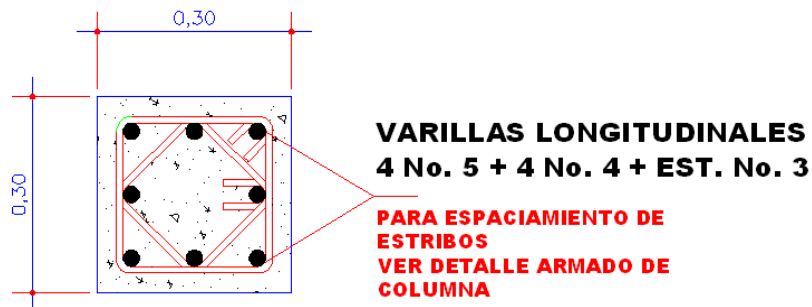 0,30
0,30
VARILLAS LONGITUDINALES
4 No. 5 + 4 No. 4 + EST. No. 3
PARA ESPACIAMIENTO DE
ESTRIBOS
VER DETALLE ARMADO DE
COLUMNA